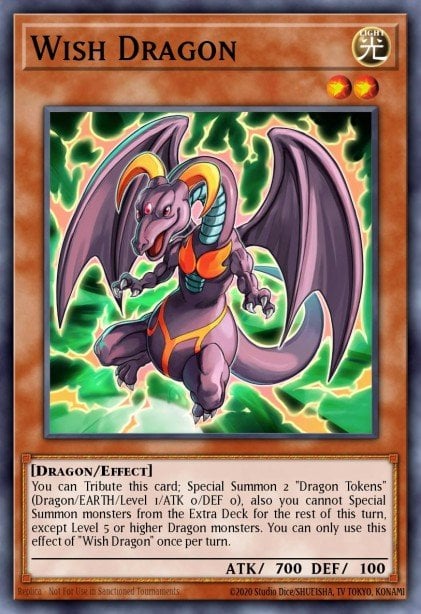 WISH DRAGON
LIGHT
光
[DRAGON/EFFECT]
You can Tribute this card; Special Summon 2 "Dragon Tokens"
(Dragon/EARTH/Level 1/ATK 0/DEF 0), also you cannot Special
Summon monsters from the Extra Deck for the rest of this turn,
except Level 5 or higher Dragon monsters. You can only use this
effect of "Wish Dragon" once per turn.
ATK/ 700 DEF/ 100
Replica - Not For Use in Sanctioned Tournaments
©2020 Studio Dice/SHUEISHA, TV TOKYO, KONAMI